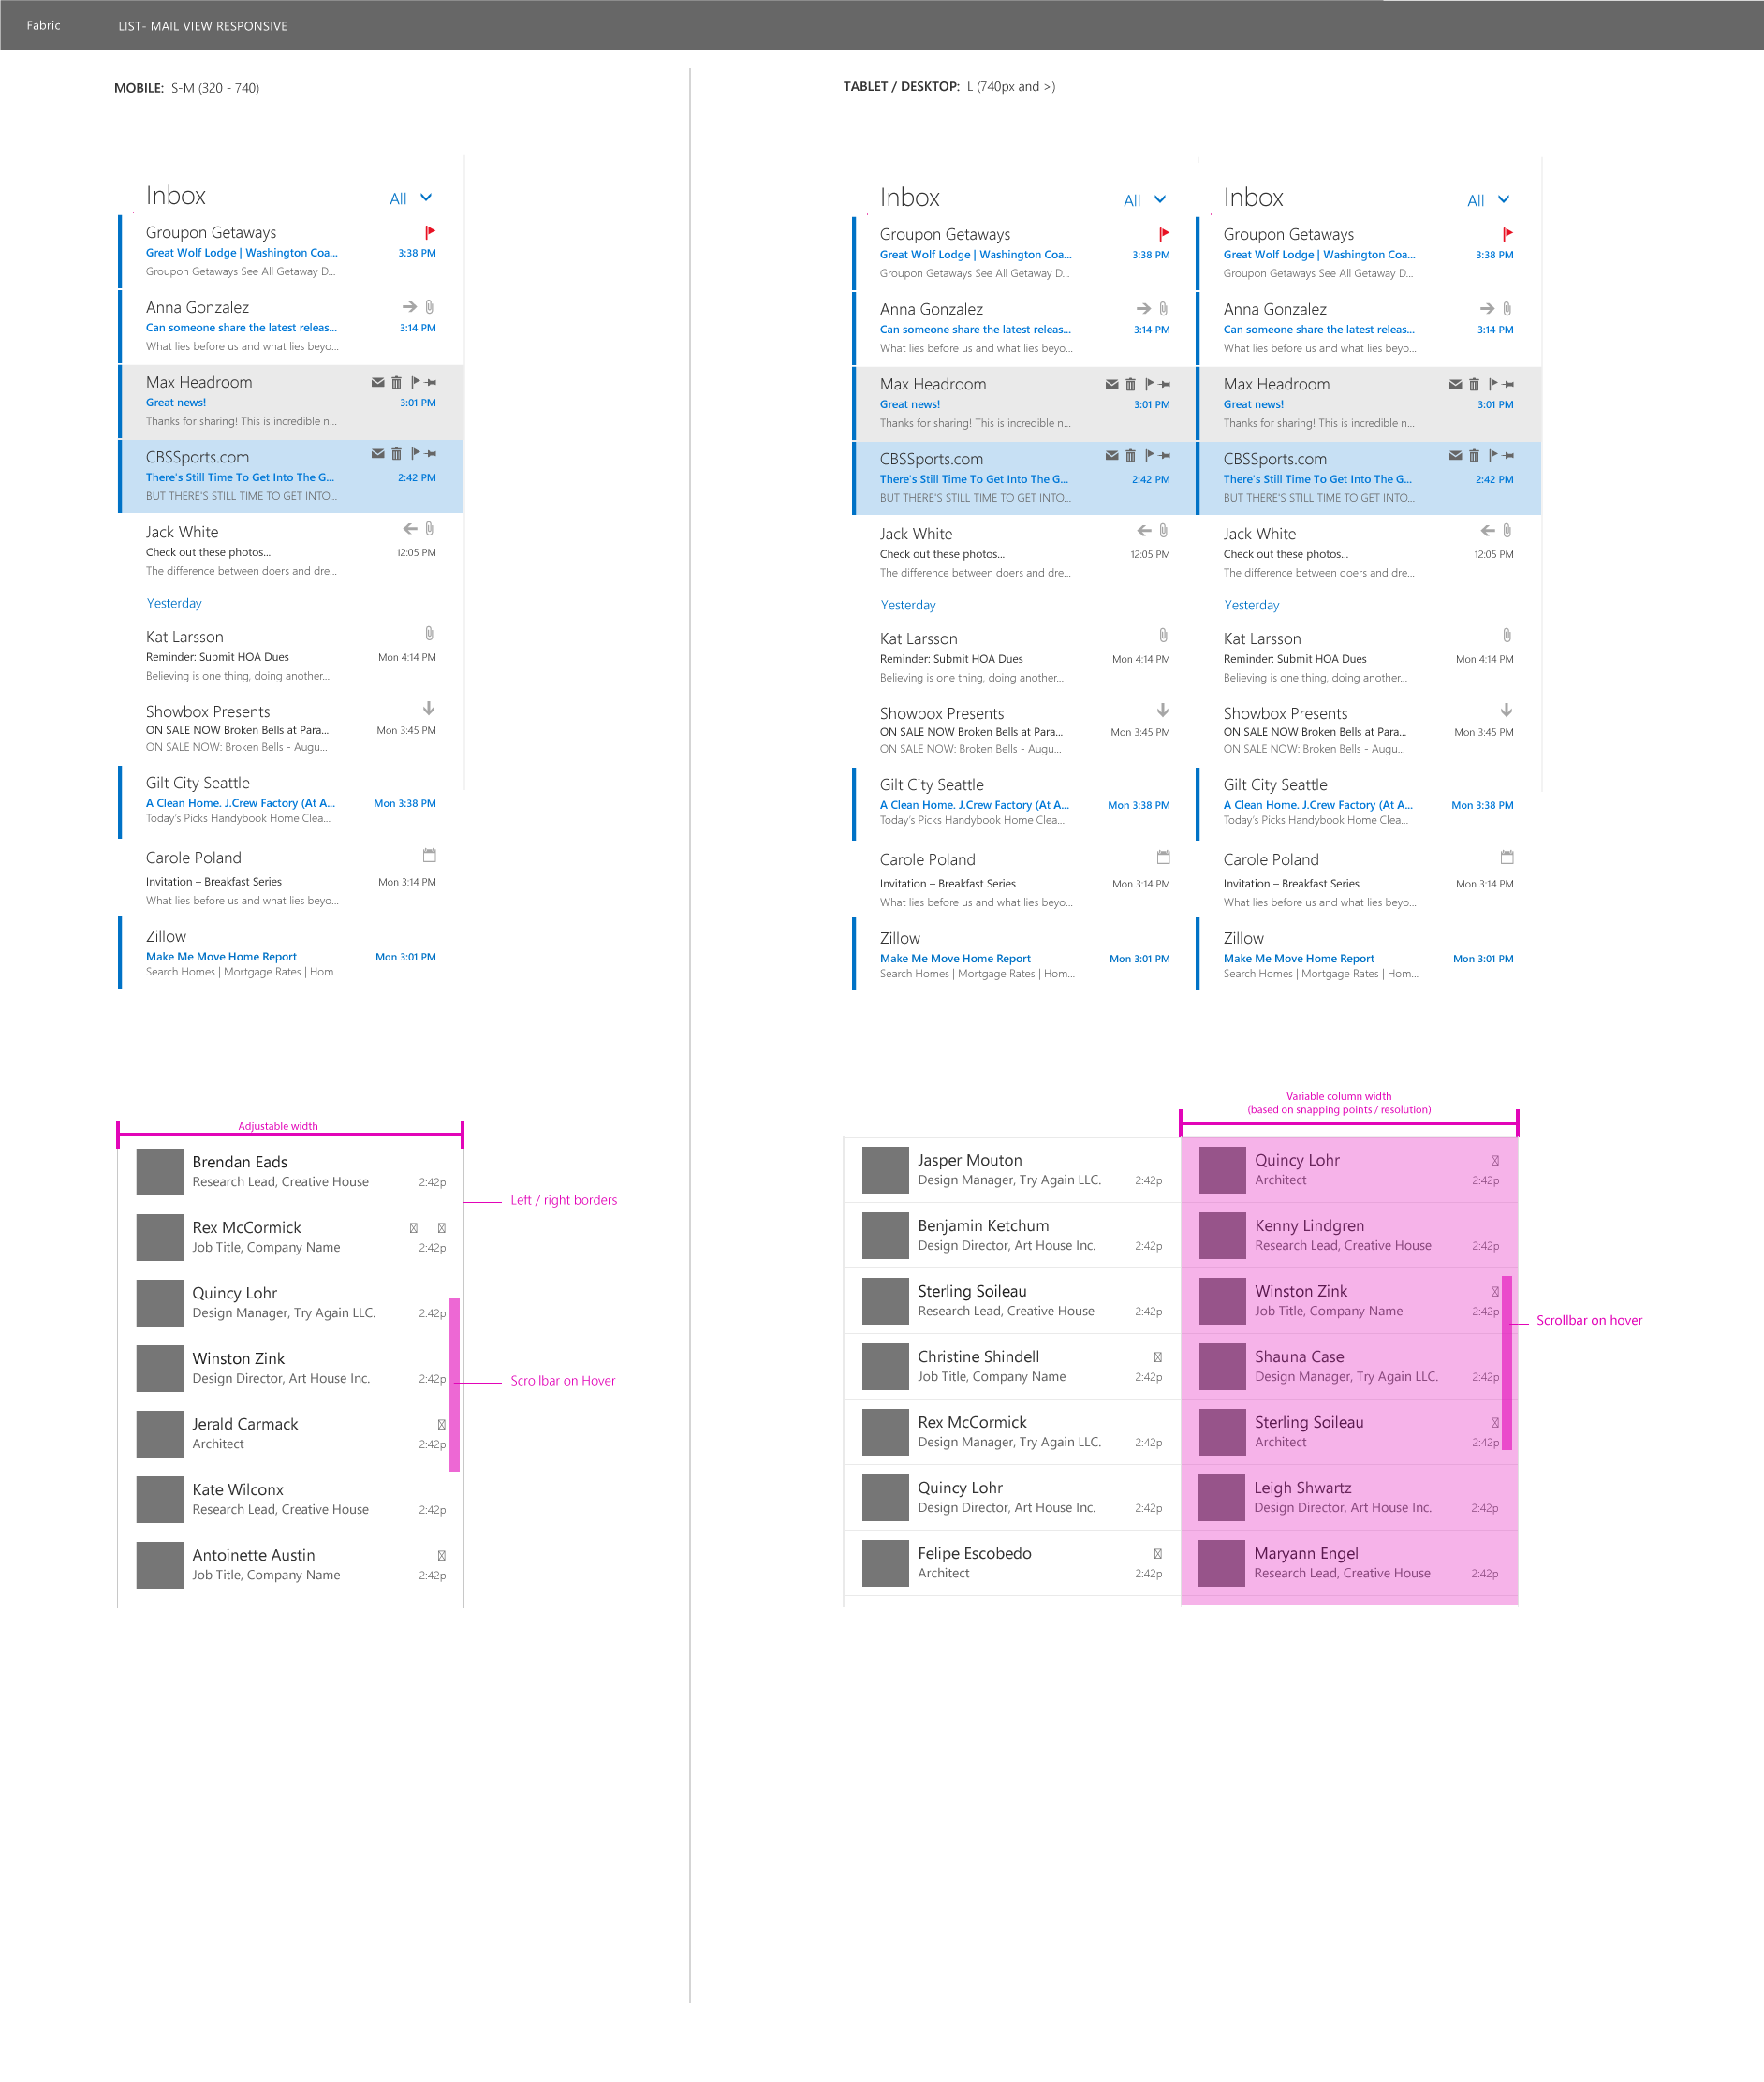 Fabric
LIST- MAIL VIEW RESPONSIVE
MOBILE: S-M (320 - 740)
Inbox
All
Groupon Getaways
Great Wolf Lodge | Washington Coa...
3:38 PM
Groupon Getaways See All Getaway D...
Anna Gonzalez
Can someone share the latest releas...
3:14 PM
What lies before us and what lies beyo...
Max Headroom
Great news!
3:01 PM
Thanks for sharing! This is incredible n...
CBSSports.com
There's Still Time To Get Into The G...
2:42 PM
BUT THERE'S STILL TIME TO GET INTO...
Jack White
Check out these photos...
12:05 PM
The difference between doers and dre...
Yesterday
Kat Larsson
Reminder: Submit HOA Dues
Mon 4:14 PM
Believing is one thing, doing another...
Showbox Presents
ON SALE NOW Broken Bells at Para...
Mon 3:45 PM
ON SALE NOW: Broken Bells - Augu...
Gilt City Seattle
A Clean Home. J.Crew Factory (At A...
Mon 3:38 PM
Today's Picks Handybook Home Clea...
Carole Poland
Invitation – Breakfast Series
Mon 3:14 PM
What lies before us and what lies beyo...
Zillow
Make Me Move Home Report
Mon 3:01 PM
Search Homes | Mortgage Rates | Hom...
Adjustable width
Brendan Eads
Research Lead, Creative House
2:42p
Rex McCormick
Job Title, Company Name
2:42p
Quincy Lohr
Design Manager, Try Again LLC.
2:42p
Winston Zink
Design Director, Art House Inc.
2:42p
Jerald Carmack
Architect
2:42p
Kate Wilconx
Research Lead, Creative House
2:42p
Antoinette Austin
Job Title, Company Name
2:42p
Left / right borders
Scrollbar on Hover
TABLET / DESKTOP: L (740px and >)
Inbox
All
Groupon Getaways
Great Wolf Lodge | Washington Coa...
3:38 PM
Groupon Getaways See All Getaway D...
Anna Gonzalez
Can someone share the latest releas...
3:14 PM
What lies before us and what lies beyo...
Max Headroom
Great news!
3:01 PM
Thanks for sharing! This is incredible n...
CBSSports.com
There's Still Time To Get Into The G...
2:42 PM
BUT THERE'S STILL TIME TO GET INTO...
Jack White
Check out these photos...
12:05 PM
The difference between doers and dre...
Yesterday
Kat Larsson
Reminder: Submit HOA Dues
Mon 4:14 PM
Believing is one thing, doing another...
Showbox Presents
ON SALE NOW Broken Bells at Para...
Mon 3:45 PM
ON SALE NOW: Broken Bells - Augu...
Gilt City Seattle
A Clean Home. J.Crew Factory (At A...
Mon 3:38 PM
Today's Picks Handybook Home Clea...
Carole Poland
Invitation – Breakfast Series
Mon 3:14 PM
What lies before us and what lies beyo...
Zillow
Make Me Move Home Report
Mon 3:01 PM
Search Homes | Mortgage Rates | Hom...
Inbox
All
Groupon Getaways
Great Wolf Lodge | Washington Coa...
3:38 PM
Groupon Getaways See All Getaway D...
Anna Gonzalez
Can someone share the latest releas...
3:14 PM
What lies before us and what lies beyo...
Max Headroom
Great news!
3:01 PM
Thanks for sharing! This is incredible n...
CBSSports.com
There's Still Time To Get Into The G...
2:42 PM
BUT THERE'S STILL TIME TO GET INTO...
Jack White
Check out these photos...
12:05 PM
The difference between doers and dre...
Yesterday
Kat Larsson
Reminder: Submit HOA Dues
Mon 4:14 PM
Believing is one thing, doing another...
Showbox Presents
ON SALE NOW Broken Bells at Para...
Mon 3:45 PM
ON SALE NOW: Broken Bells - Augu...
Gilt City Seattle
A Clean Home. J.Crew Factory (At A...
Mon 3:38 PM
Today's Picks Handybook Home Clea...
Carole Poland
Invitation – Breakfast Series
Mon 3:14 PM
What lies before us and what lies beyo...
Zillow
Make Me Move Home Report
Mon 3:01 PM
Search Homes | Mortgage Rates | Hom...
Variable column width
(based on snapping points / resolution)
Jasper Mouton
Design Manager, Try Again LLC.
2:42p
Benjamin Ketchum
Design Director, Art House Inc.
2:42p
Sterling Soileau
Research Lead, Creative House
2:42p
Christine Shindell
Job Title, Company Name
2:42p
Rex McCormick
Design Manager, Try Again LLC.
2:42p
Quincy Lohr
Design Director, Art House Inc.
2:42p
Felipe Escobedo
Architect
2:42p
Quincy Lohr
Architect
2:42p
Kenny Lindgren
Research Lead, Creative House
2:42p
Winston Zink
Job Title, Company Name
2:42p
Shauna Case
Design Manager, Try Again LLC.
2:42p
Sterling Soileau
Architect
2:42p
Leigh Shwartz
Design Director, Art House Inc.
2:42p
Maryann Engel
Research Lead, Creative House
2:42p
Scrollbar on hover